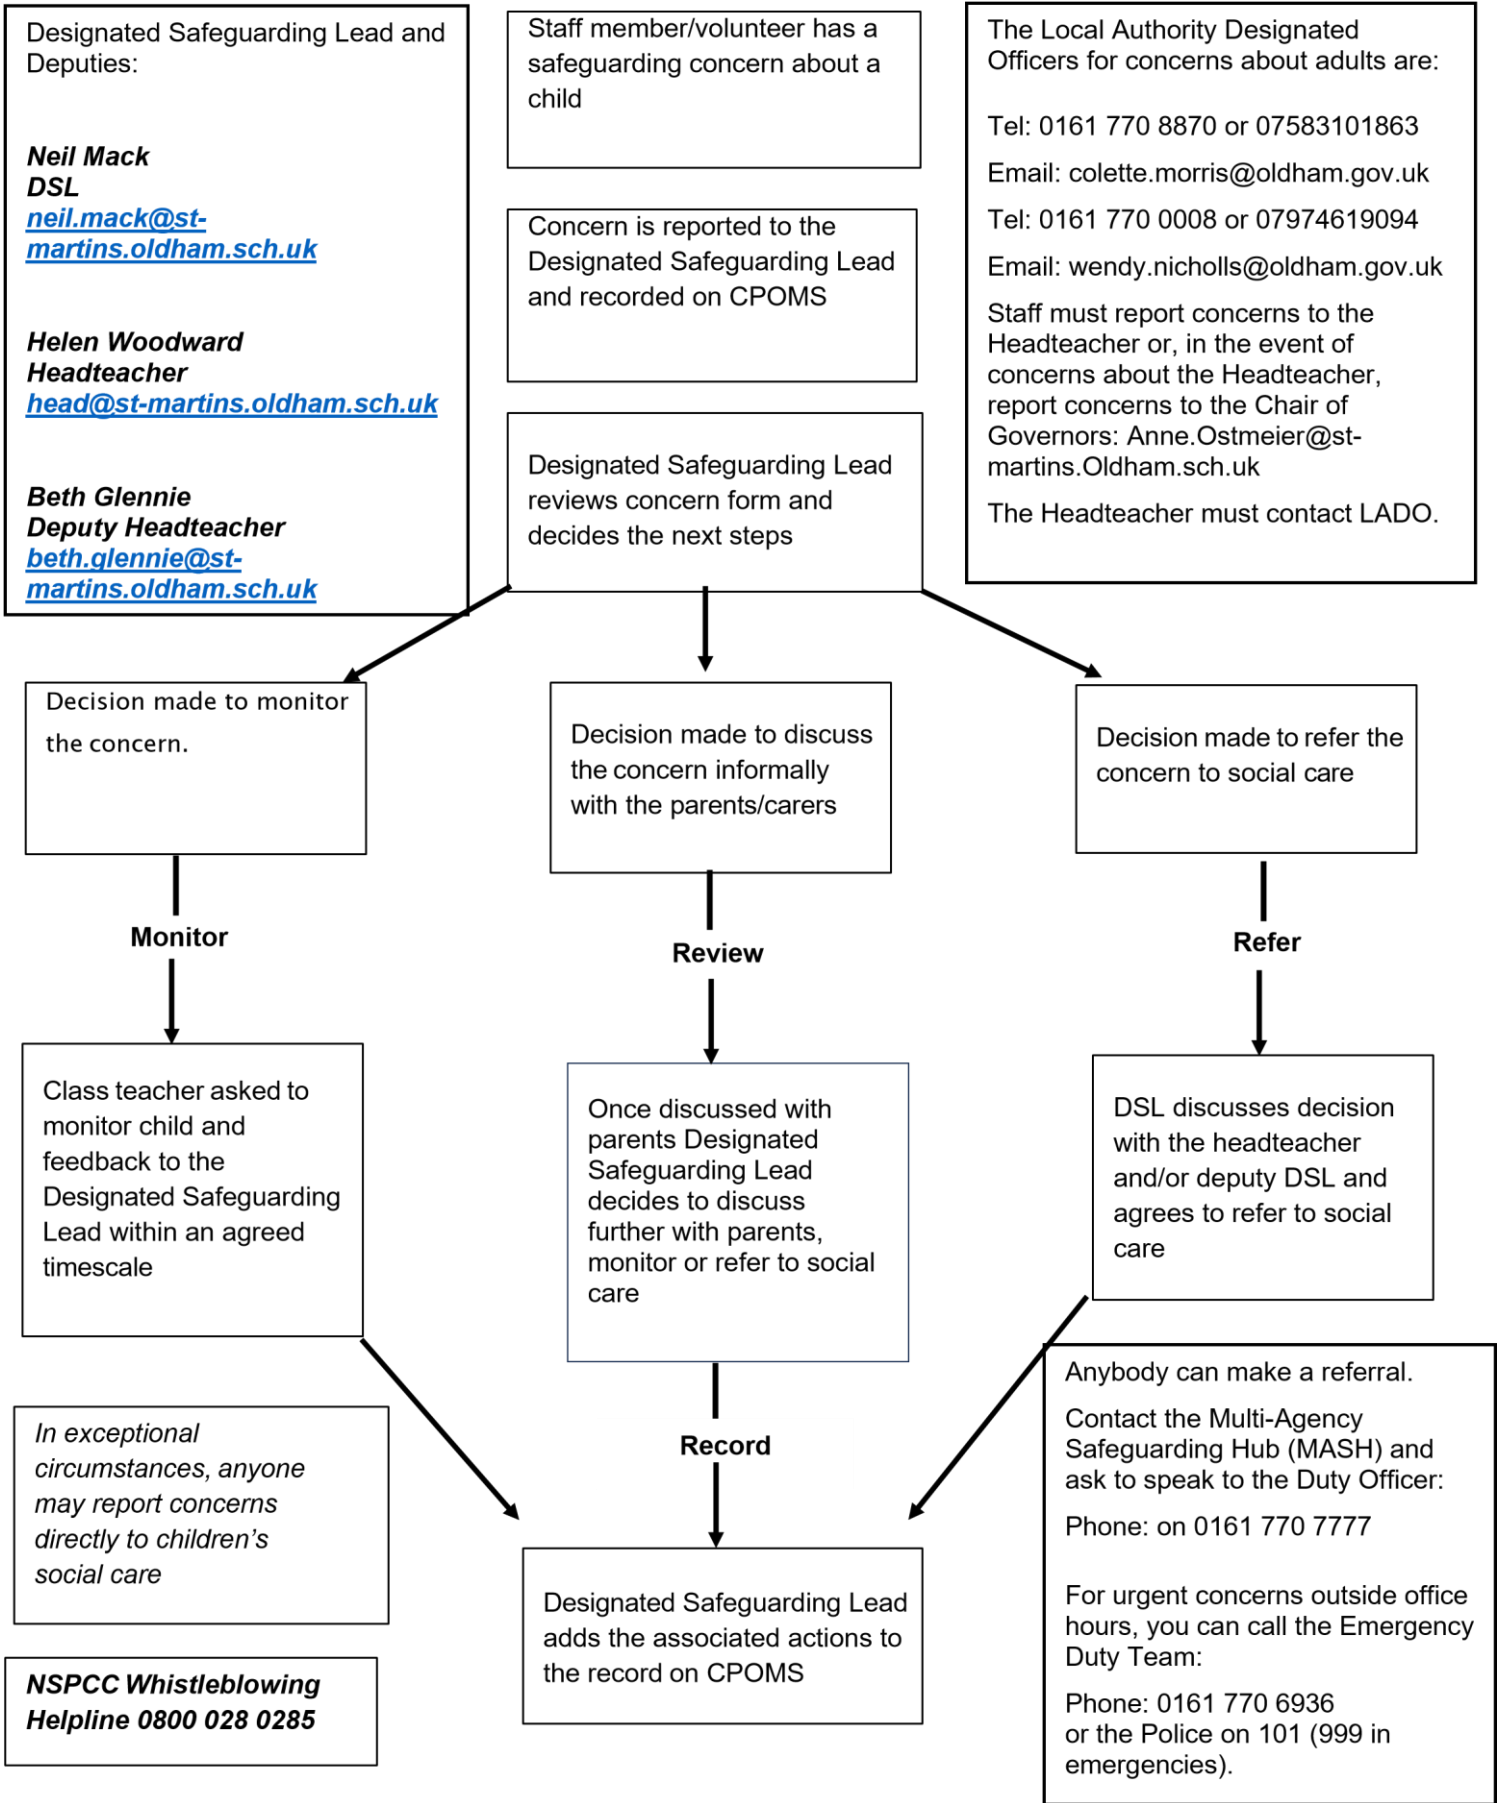 Designated Safeguarding Lead and
Deputies:
Neil Mack
DSL
neil.mack@st-
martins.oldham.sch.uk
Helen Woodward
Headteacher
head@st-martins.oldham.sch.uk
Beth Glennie
Deputy Headteacher
beth.glennie@st-
martins.oldham.sch.uk
Staff member/volunteer has a
safeguarding concern about a
child
Concern is reported to the
Designated Safeguarding Lead
and recorded on CPOMS
Designated Safeguarding Lead
reviews concern form and
decides the next steps
The Local Authority Designated
Officers for concerns about adults are:
Tel: 0161 770 8870 or 07583101863
Email: colette.morris@oldham.gov.uk
Tel: 0161 770 0008 or 07974619094
Email: wendy.nicholls@oldham.gov.uk
Staff must report concerns to the
Headteacher or, in the event of
concerns about the Headteacher,
report concerns to the Chair of
Governors: Anne.Ostmeier@st-
martins.Oldham.sch.uk
The Headteacher must contact LADO.
Decision made to monitor
the concern.
Decision made to discuss
the concern informally
with the parents/carers
Decision made to refer the
concern to social care
Monitor
Review
Refer
Class teacher asked to
monitor child and
feedback to the
Designated Safeguarding
Lead within an agreed
timescale
Once discussed with
parents Designated
Safeguarding Lead
decides to discuss
further with parents,
monitor or refer to social
care
DSL discusses decision
with the headteacher
and/or deputy DSL and
agrees to refer to social
care
In exceptional
circumstances, anyone
may report concerns
directly to children's
social care
Record
NSPCC Whistleblowing
Helpline 0800 028 0285
Designated Safeguarding Lead
adds the associated actions to
the record on CPOMS
Anybody can make a referral.
Contact the Multi-Agency
Safeguarding Hub (MASH) and
ask to speak to the Duty Officer:
Phone: on 0161 770 7777
For urgent concerns outside office
hours, you can call the Emergency
Duty Team:
Phone: 0161 770 6936
or the Police on 101 (999 in
emergencies).